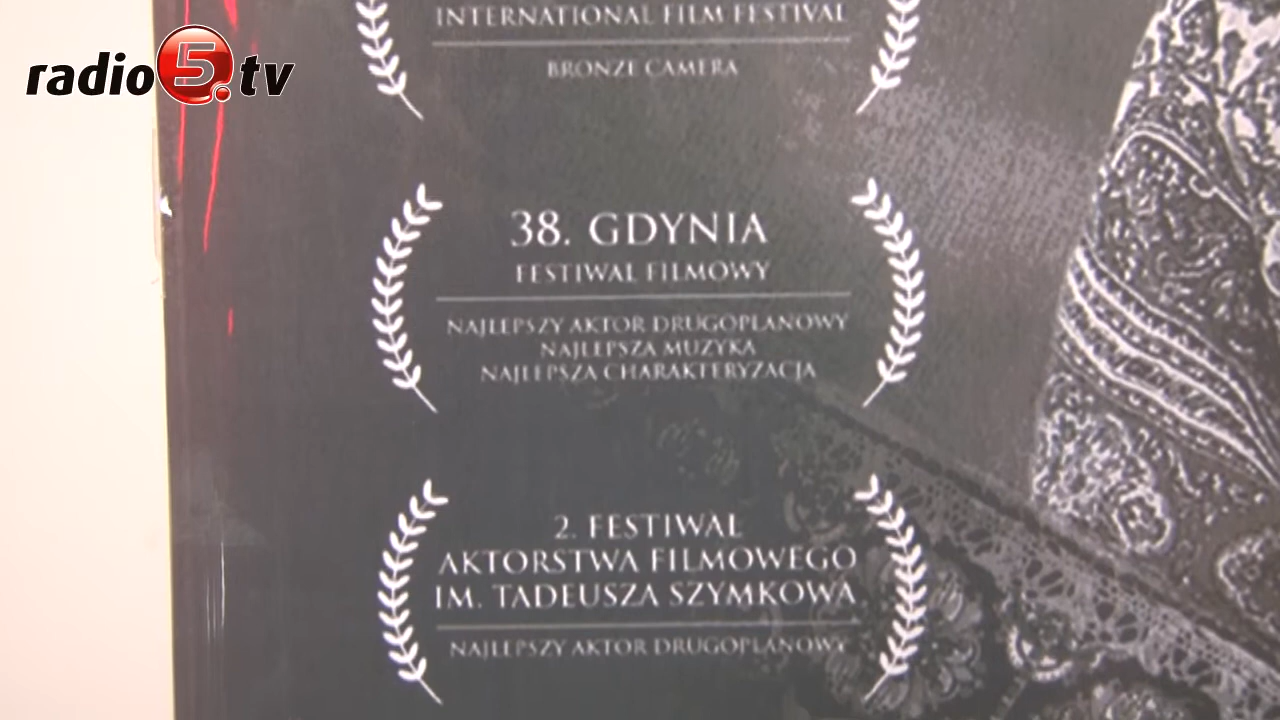 radio5.tv
INTERNATIONAL FILM FESTIVAL
BRONZE CAMERA
38. GDYNIA
FESTIWAL FILMOWY
NAJLEPSZY AKTOR DRUGOPLANOWY
NAJLEPSZA MUZYKA
NAJLEPSZA CHARAKTERYZACJA
2. FESTIWAL
AKTORSTWA FILMOWEGO
IM. TADEUSZA SZYMKOWA
NAJLEPSZY AKTOR DRUGOPLANOWY